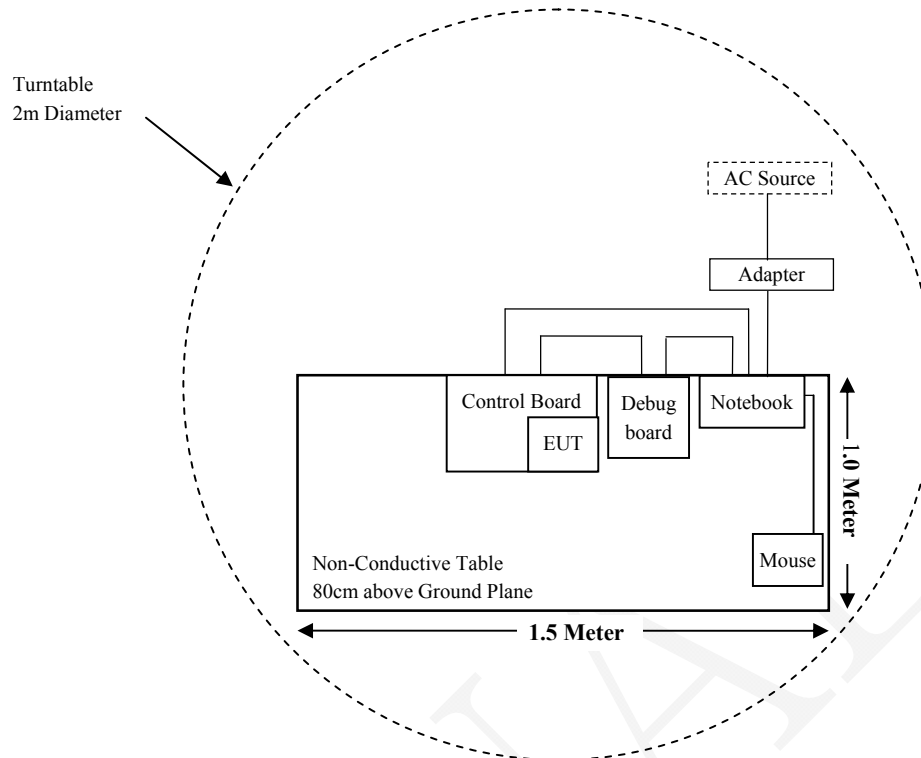 Turntable
2m Diameter
AC Source
Adapter
Control Board
EUT
Debug
board
Notebook
1.0 Meter
Mouse
Non-Conductive Table
80cm above Ground Plane
1.5 Meter